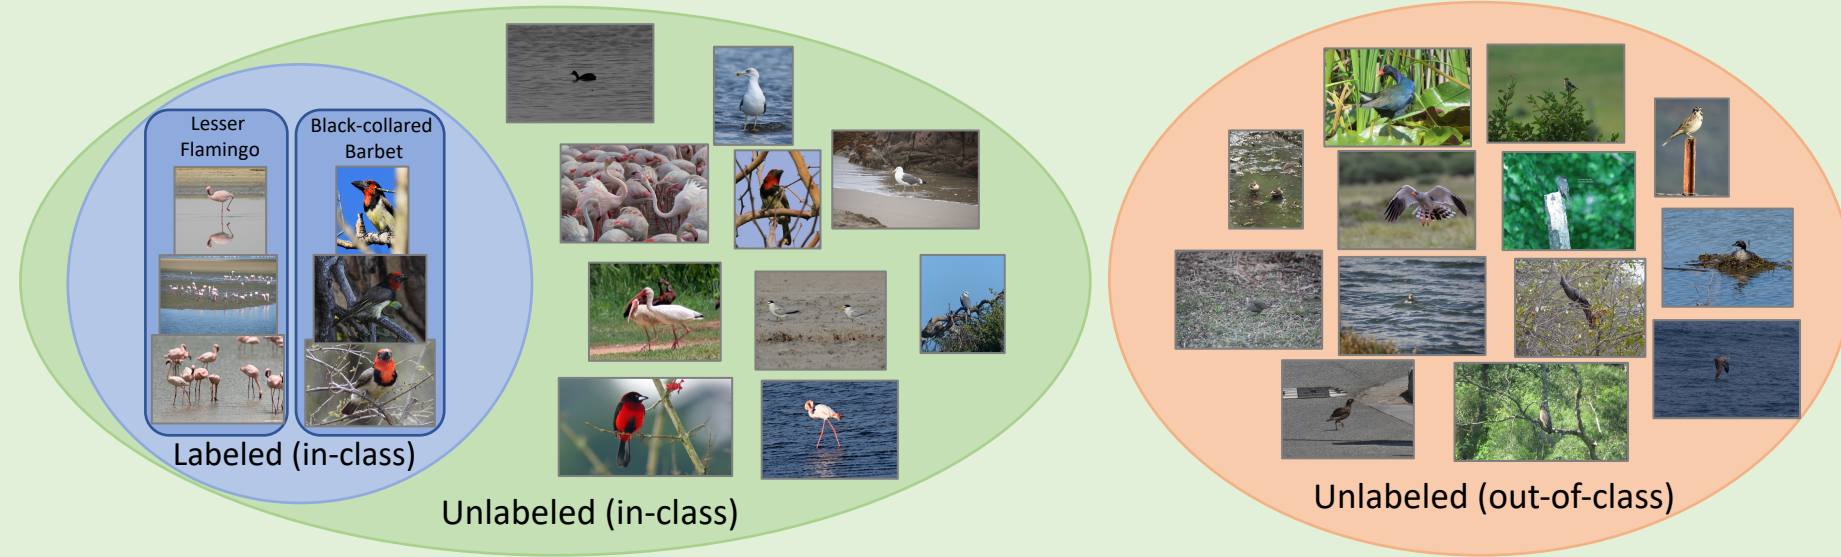 Lesser
Flamingo
Black-collared
Barbet
Labeled (in-class)
Unlabeled (in-class)
Unlabeled (out-of-class)